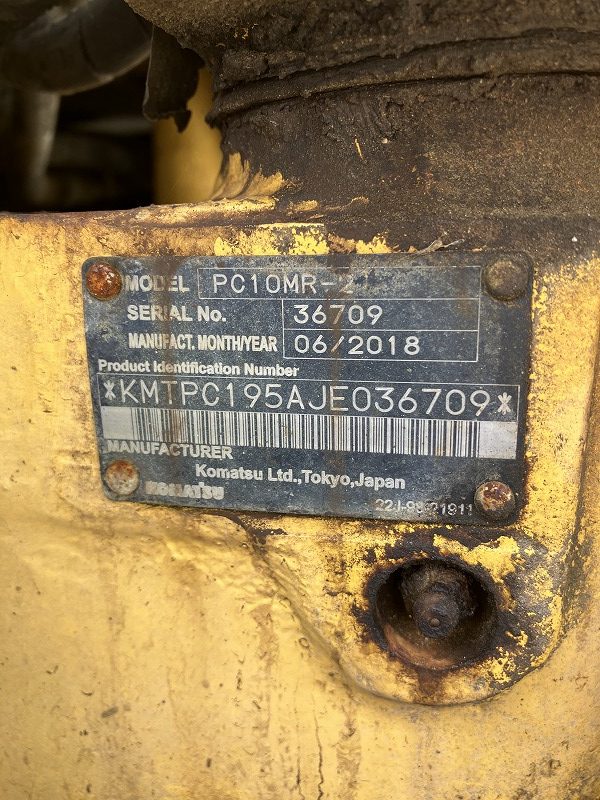 MODEL PC10MR-2
SERIAL No. 36709
MANUFACT. MONTH/YEAR 06/2018
Product Identification Number
*KMTPC195AJE036709*
MANUFACTURER
Komatsu Ltd.,Tokyo,Japan
KOMATSU